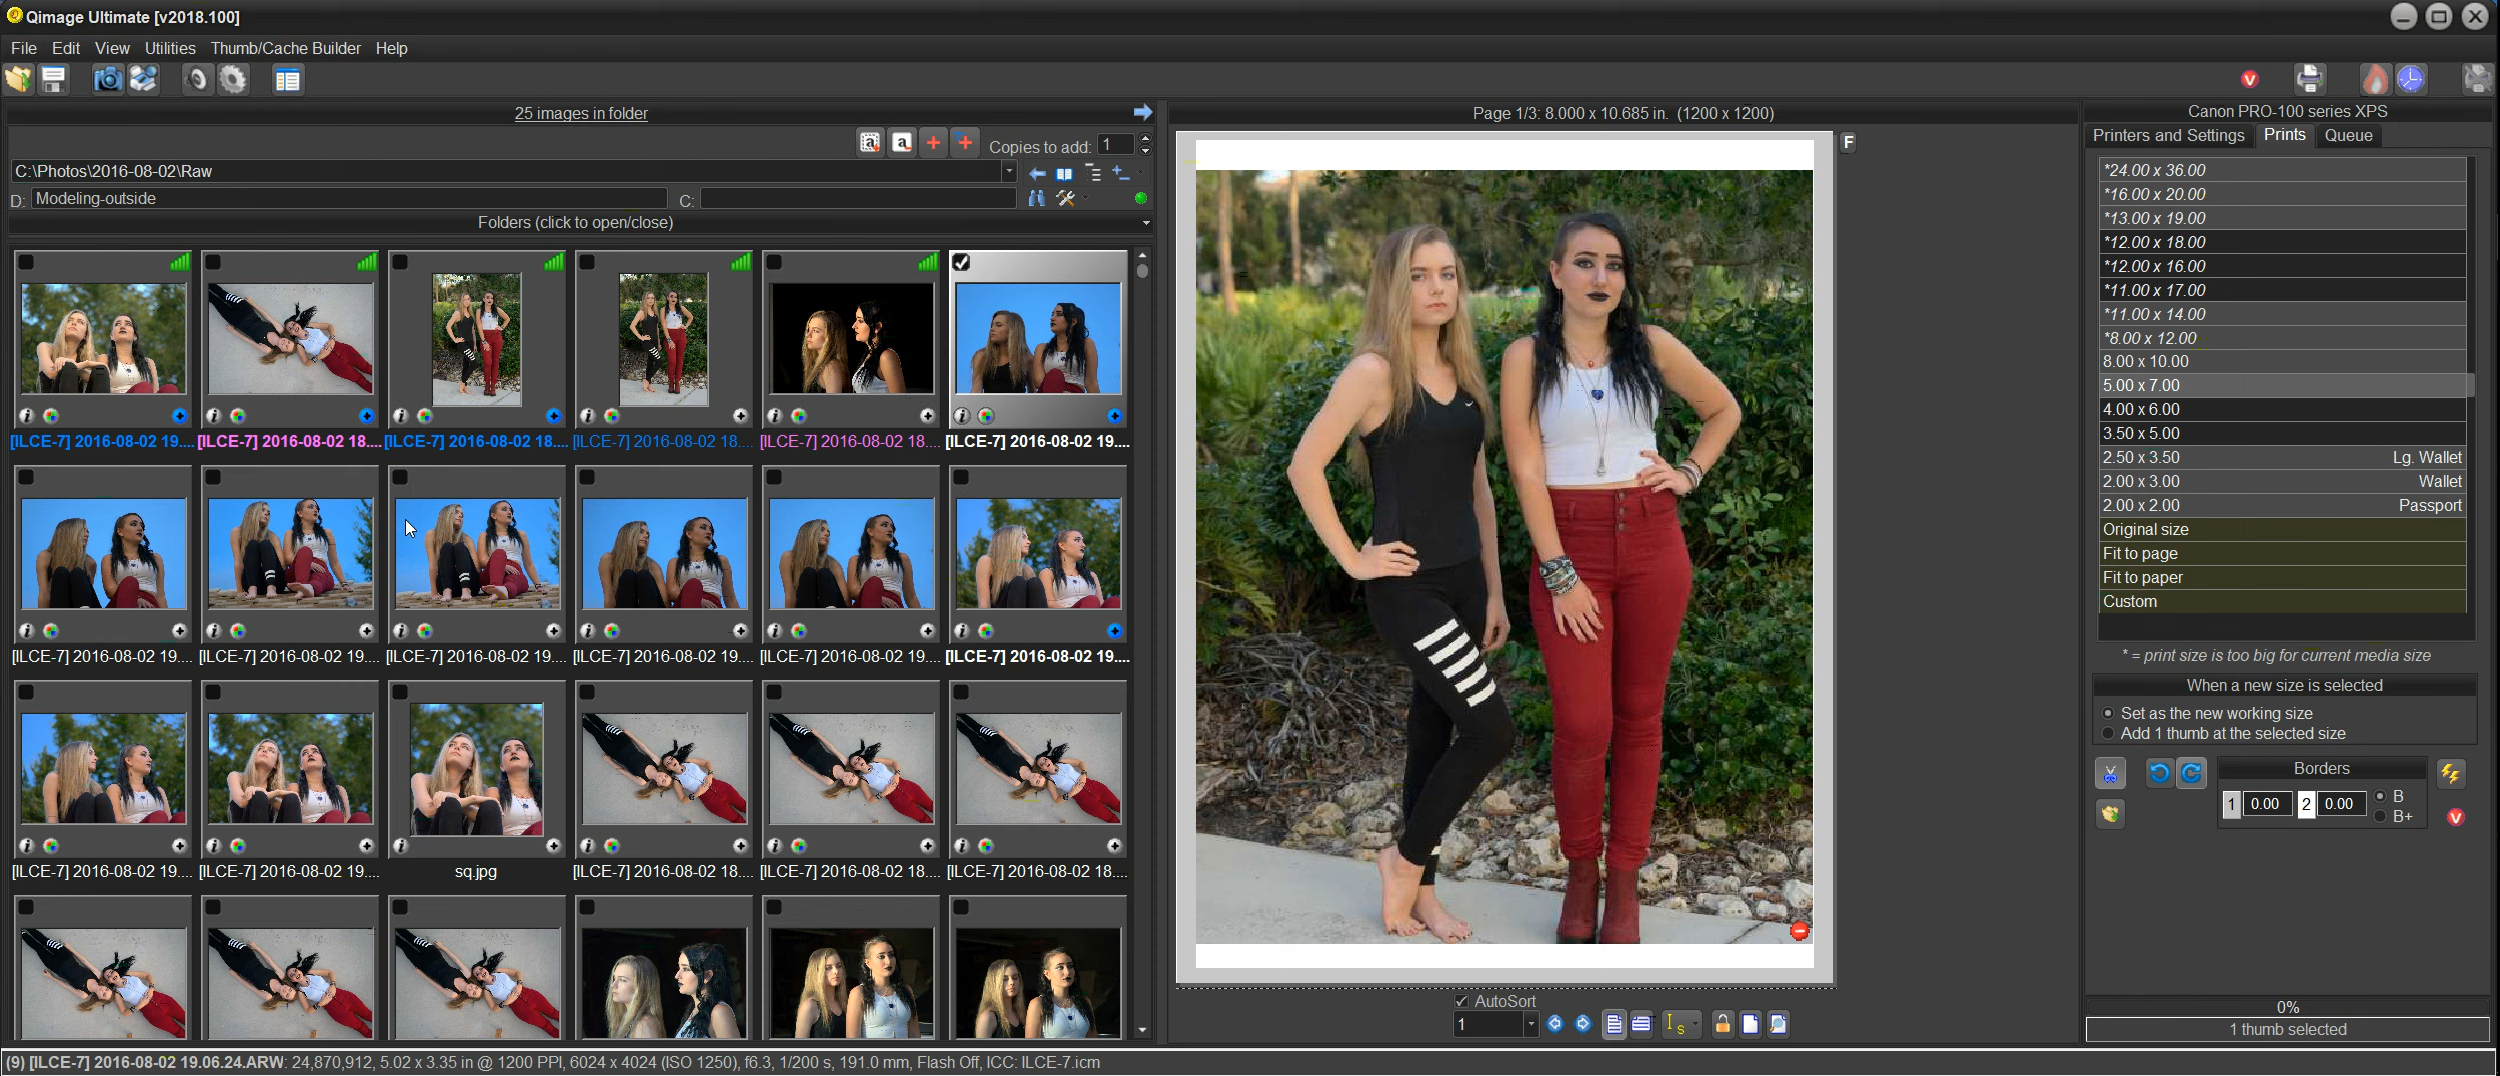 Qimage Ultimate [v2018.100]
File Edit View Utilities Thumb/Cache Builder Help
25 images in folder
Copies to add: 1
C:\Photos\2016-08-02\Raw
D: Modeling-outside C:
Folders (click to open/close)
[ILCE-7] 2016-08-02 19.... [ILCE-7] 2016-08-02 18.... [ILCE-7] 2016-08-02 18.... [ILCE-7] 2016-08-02 18.... [ILCE-7] 2016-08-02 18.... [ILCE-7] 2016-08-02 19....
[ILCE-7] 2016-08-02 19.... [ILCE-7] 2016-08-02 19.... [ILCE-7] 2016-08-02 19.... [ILCE-7] 2016-08-02 19.... [ILCE-7] 2016-08-02 19.... [ILCE-7] 2016-08-02 19....
[ILCE-7] 2016-08-02 19.... [ILCE-7] 2016-08-02 19.... sq.jpg [ILCE-7] 2016-08-02 18.... [ILCE-7] 2016-08-02 18.... [ILCE-7] 2016-08-02 18....
Page 1/3: 8.000 x 10.685 in. (1200 x 1200)
F
AutoSort
1
Canon PRO-100 series XPS
Printers and Settings Prints Queue
*24.00 x 36.00
*16.00 x 20.00
*13.00 x 19.00
*12.00 x 18.00
*12.00 x 16.00
*11.00 x 17.00
*11.00 x 14.00
*8.00 x 12.00
8.00 x 10.00
5.00 x 7.00
4.00 x 6.00
3.50 x 5.00
2.50 x 3.50 Lg. Wallet
2.00 x 3.00 Wallet
2.00 x 2.00 Passport
Original size
Fit to page
Fit to paper
Custom
* = print size is too big for current media size
When a new size is selected
Set as the new working size
Add 1 thumb at the selected size
Borders
1 0.00 2 0.00 B
B+
0%
1 thumb selected
(9) [ILCE-7] 2016-08-02 19.06.24.ARW: 24,870,912, 5.02 x 3.35 in @ 1200 PPI, 6024 x 4024 (ISO 1250), f6.3, 1/200 s, 191.0 mm, Flash Off, ICC: ILCE-7.icm